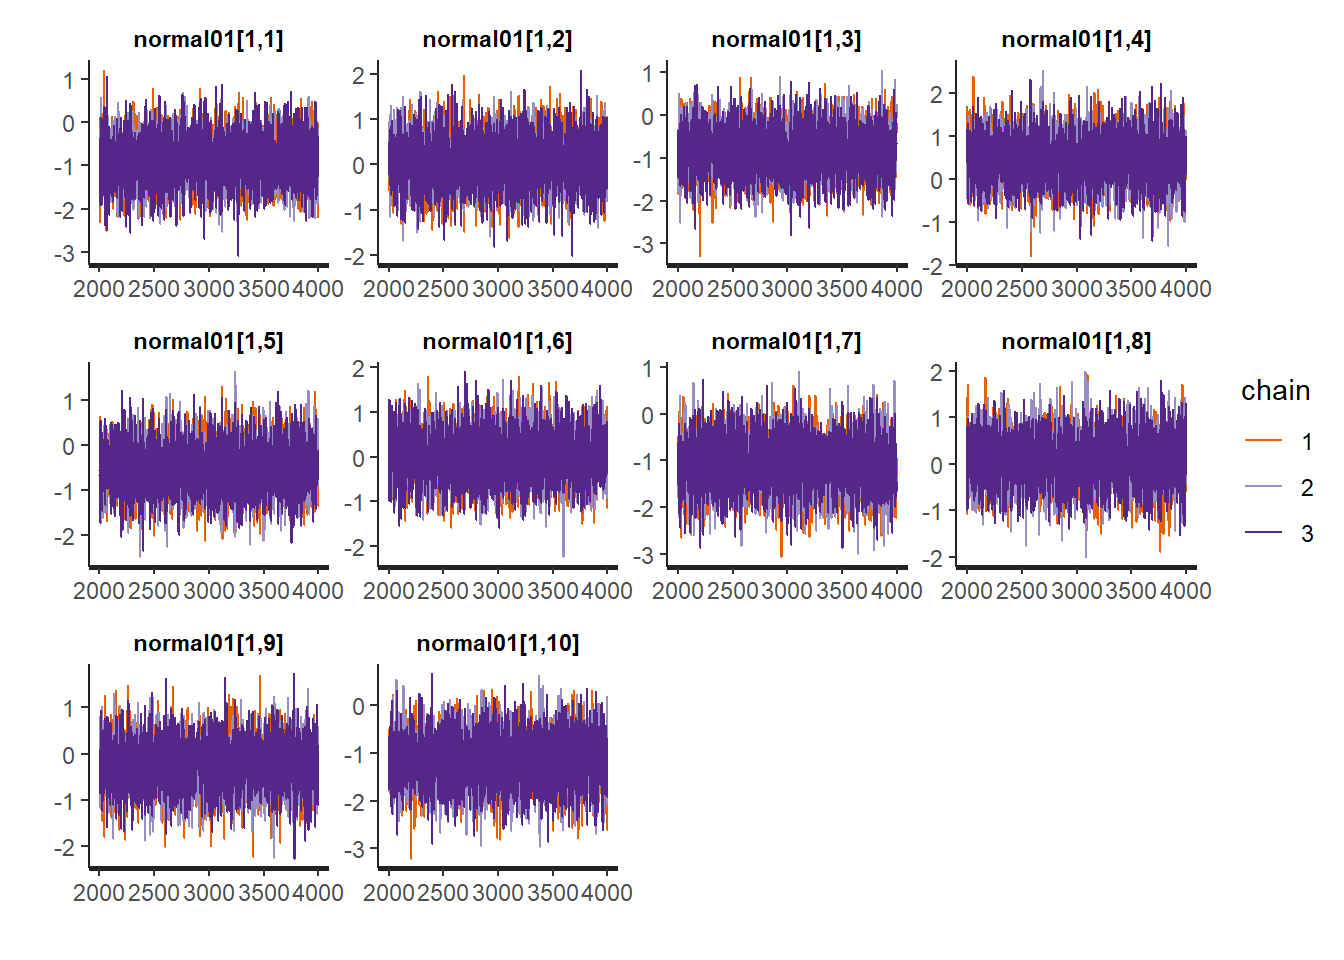 normal01[1,1] normal01[1,2] normal01[1,3] normal01[1,4]
1 0 -1 -2 -3
2 1 0 -1 -2
1 0 -1 -2 -3
2 1 0 -1 -2
2000 2500 3000 3500 4000 2000 2500 3000 3500 4000 2000 2500 3000 3500 4000 2000 2500 3000 3500 4000
normal01[1,5] normal01[1,6] normal01[1,7] normal01[1,8]
1 0 -1 -2
2 1 0 -1 -2
1 0 -1 -2 -3
2 1 0 -1 -2
2000 2500 3000 3500 4000 2000 2500 3000 3500 4000 2000 2500 3000 3500 4000 2000 2500 3000 3500 4000
normal01[1,9] normal01[1,10]
1 0 -1 -2
0 -1 -2 -3
2000 2500 3000 3500 4000 2000 2500 3000 3500 4000
chain
1
2
3